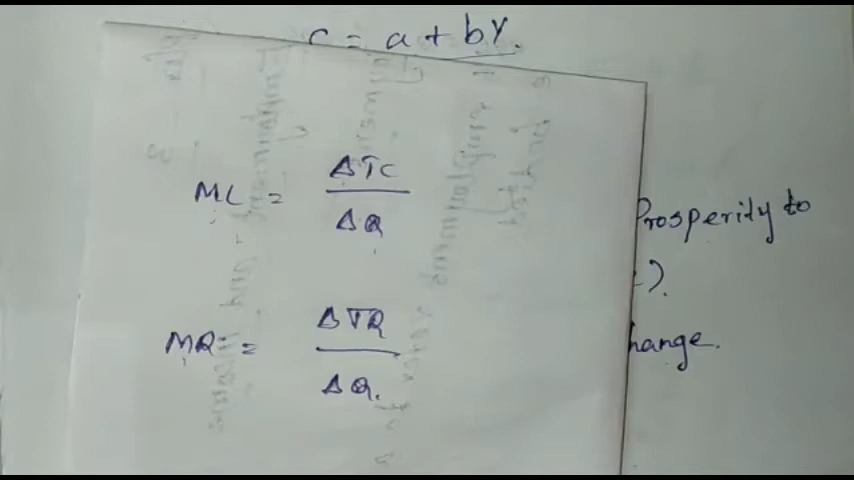 C = a + bY.
MC = ΔTC / ΔQ
Prosperity to
).
MR = ΔTR / ΔQ.
hange.